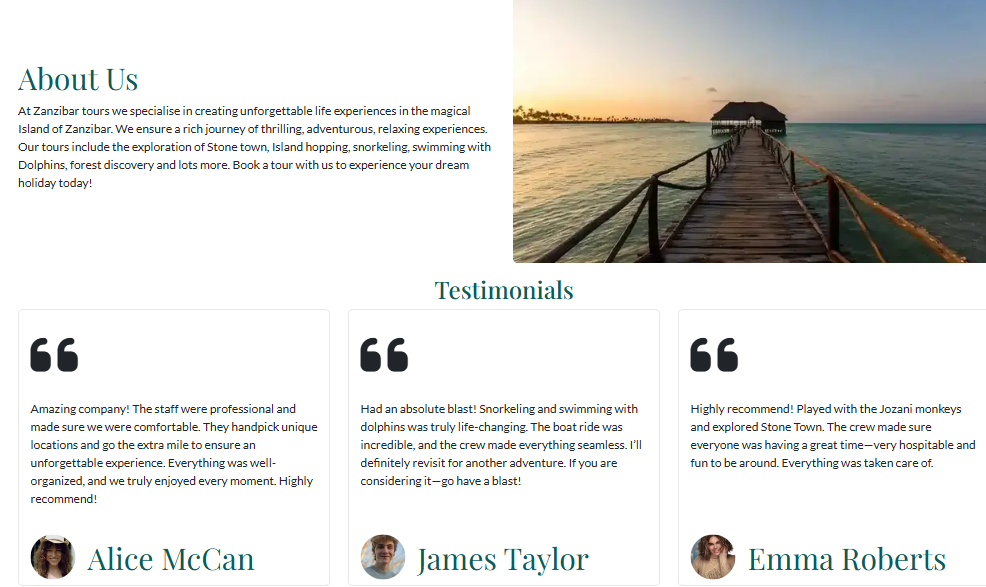 About Us
At Zanzibar tours we specialise in creating unforgettable life experiences in the magical
Island of Zanzibar. We ensure a rich journey of thrilling, adventurous, relaxing experiences.
Our tours include the exploration of Stone town, Island hopping, snorkeling, swimming with
Dolphins, forest discovery and lots more. Book a tour with us to experience your dream
holiday today!
Testimonials
Amazing company! The staff were professional and
made sure we were comfortable. They handpick unique
locations and go the extra mile to ensure an
unforgettable experience. Everything was well-
organized, and we truly enjoyed every moment. Highly
recommend!
Alice McCan
Had an absolute blast! Snorkeling and swimming with
dolphins was truly life-changing. The boat ride was
incredible, and the crew made everything seamless. I'll
definitely revisit for another adventure. If you are
considering it—go have a blast!
James Taylor
Highly recommend! Played with the Jozani monkeys
and explored Stone Town. The crew made sure
everyone was having a great time—very hospitable and
fun to be around. Everything was taken care of.
Emma Roberts